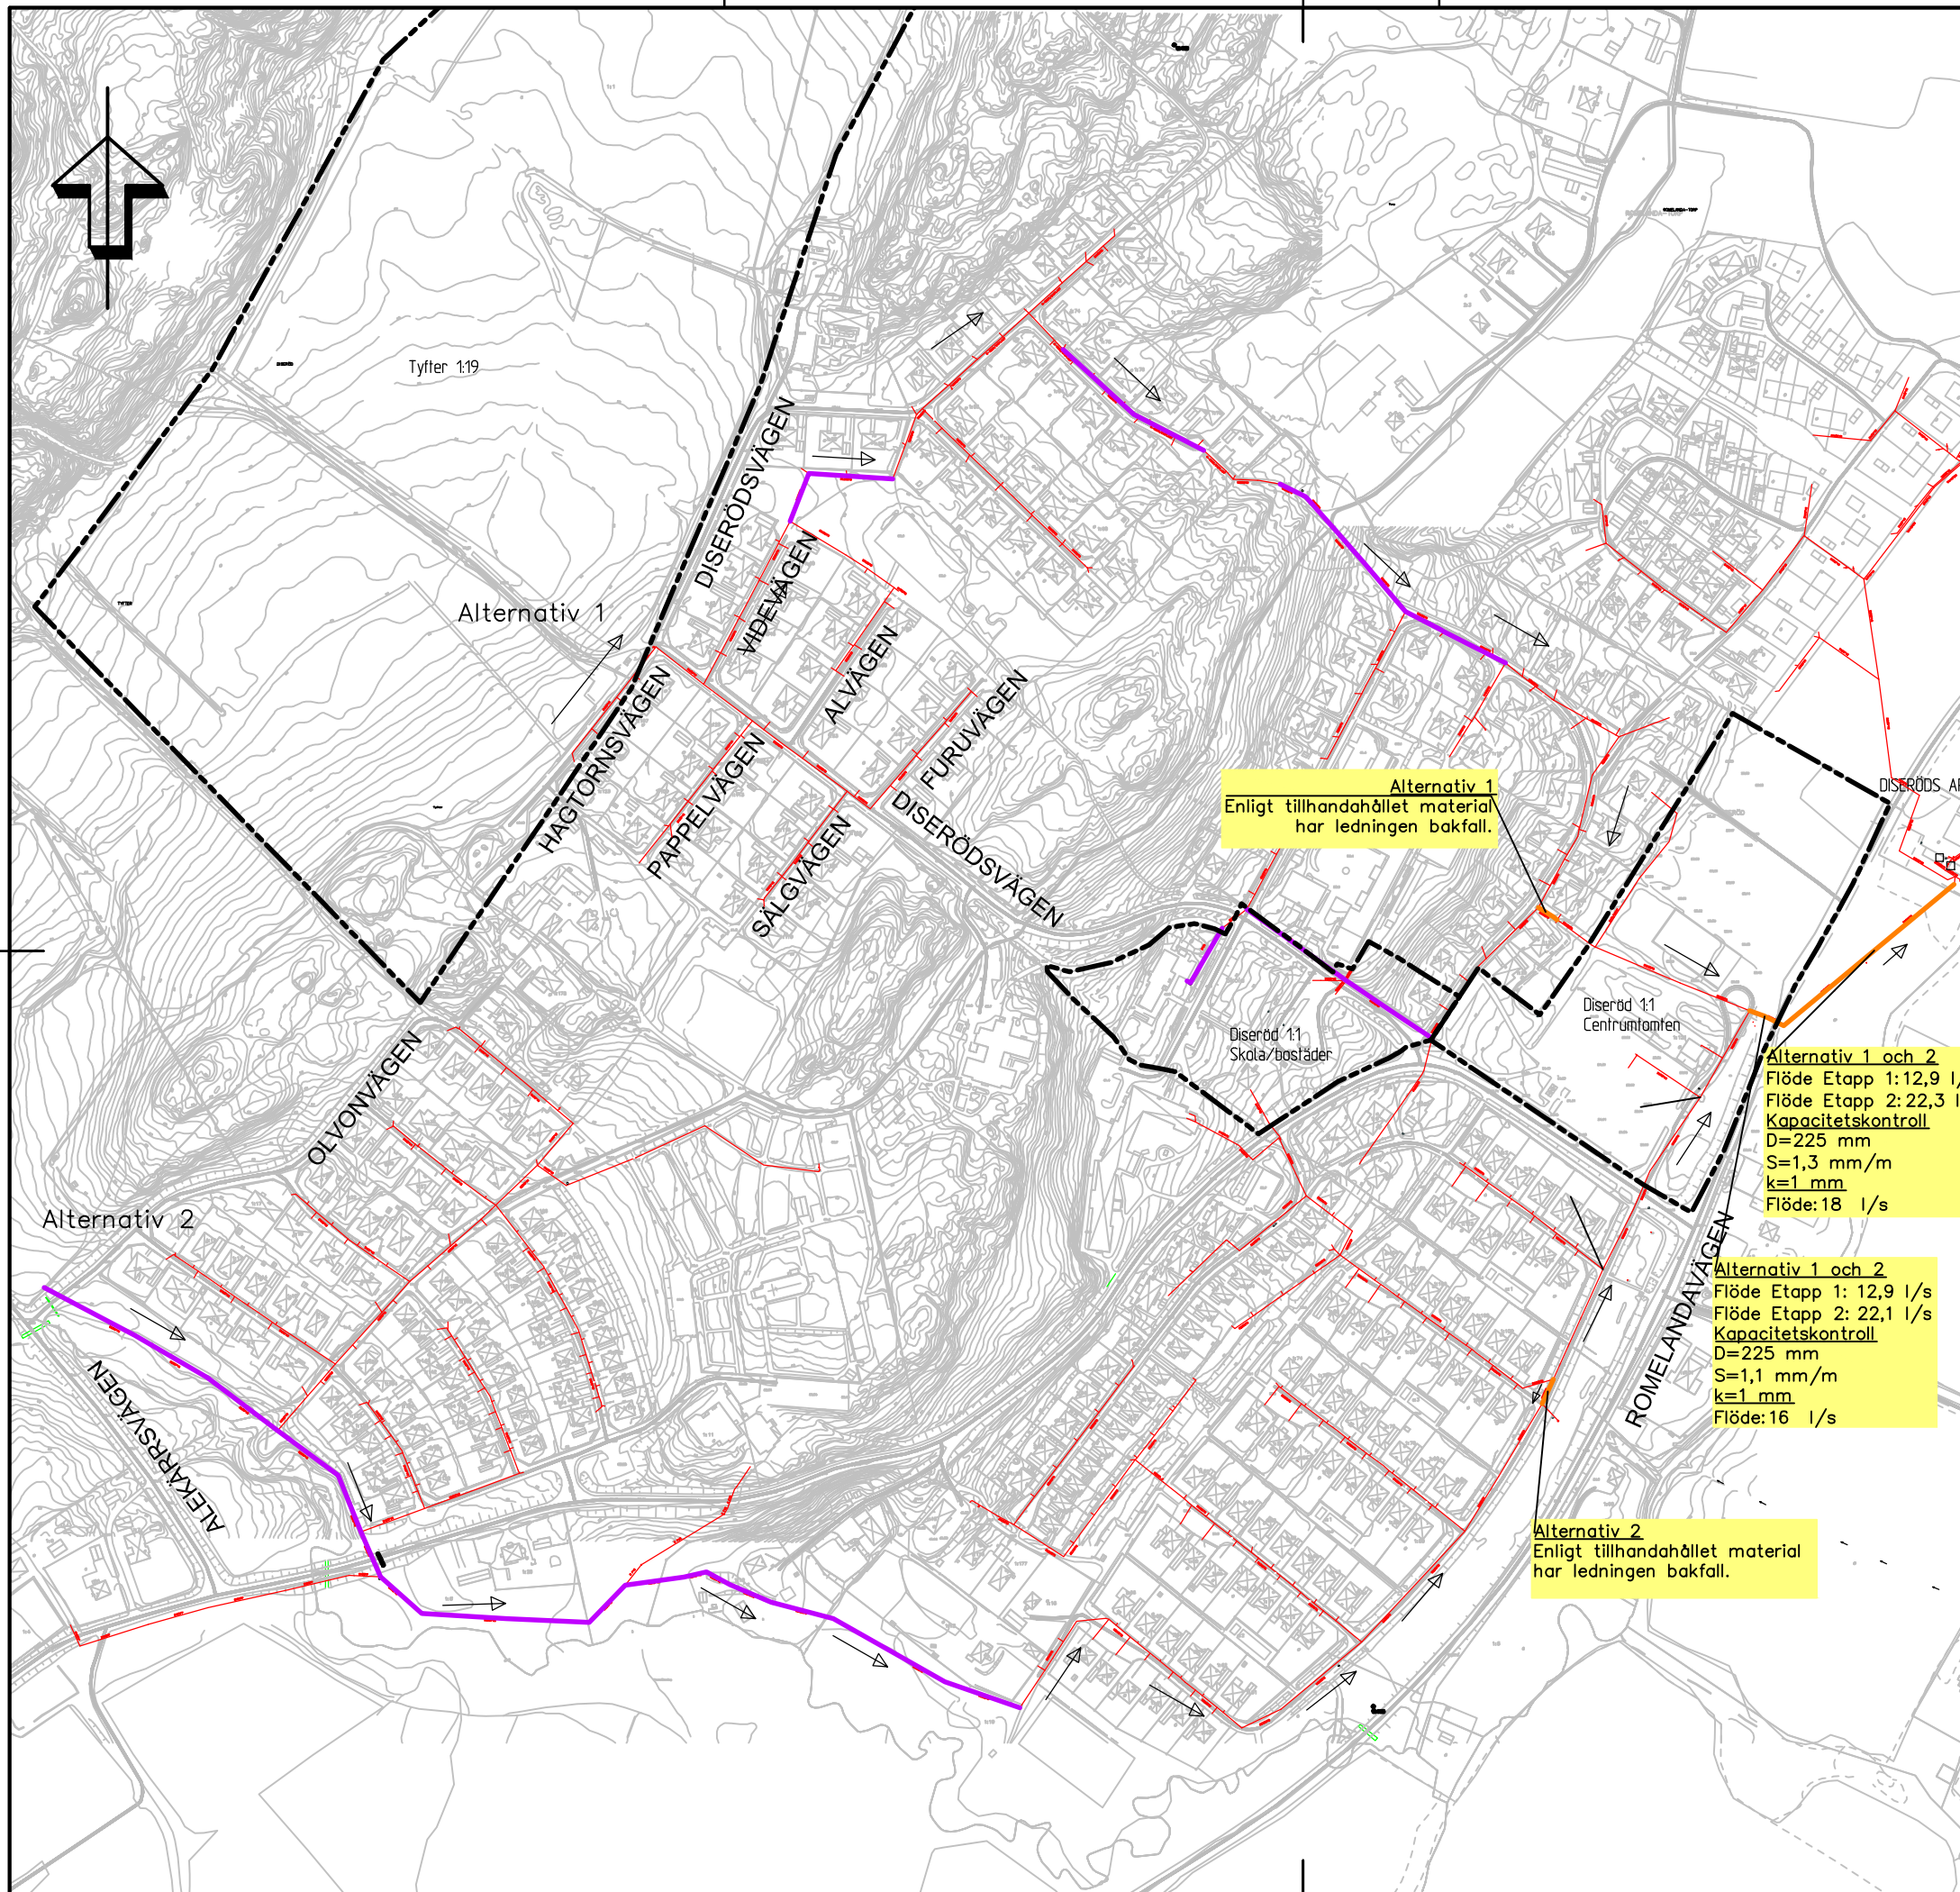 Tyfter 1:19
DISERÖDSVÄGEN
Alternativ 1
VIDEVÄGEN
ALVÄGEN
FURUVÄGEN
HAGTORNSVÄGEN
PAPPELVÄGEN
SÄLGVÄGEN
DISERÖDSVÄGEN
Alternativ 1
Enligt tillhandahållet material
har ledningen bakfall.
DISERÖDS
Diseröd 1:1
Centrumtomten
Diseröd 1:1
Skola/bostäder
OLVONVÄGEN
Alternativ 1 och 2
Flöde Etapp 1:12,9 l/
Flöde Etapp 2:22,3 l
Kapacitetskontroll
D=225 mm
S=1,3 mm/m
k=1 mm
Flöde:18 l/s
Alternativ 2
ROMELANDAVÄGEN
Alternativ 1 och 2
Flöde Etapp 1: 12,9 l/s
Flöde Etapp 2: 22,1 l/s
Kapacitetskontroll
D=225 mm
S=1,1 mm/m
k=1 mm
Flöde:16 l/s
ALEKÄRRSVÄGEN
Alternativ 2
Enligt tillhandahållet material
har ledningen bakfall.